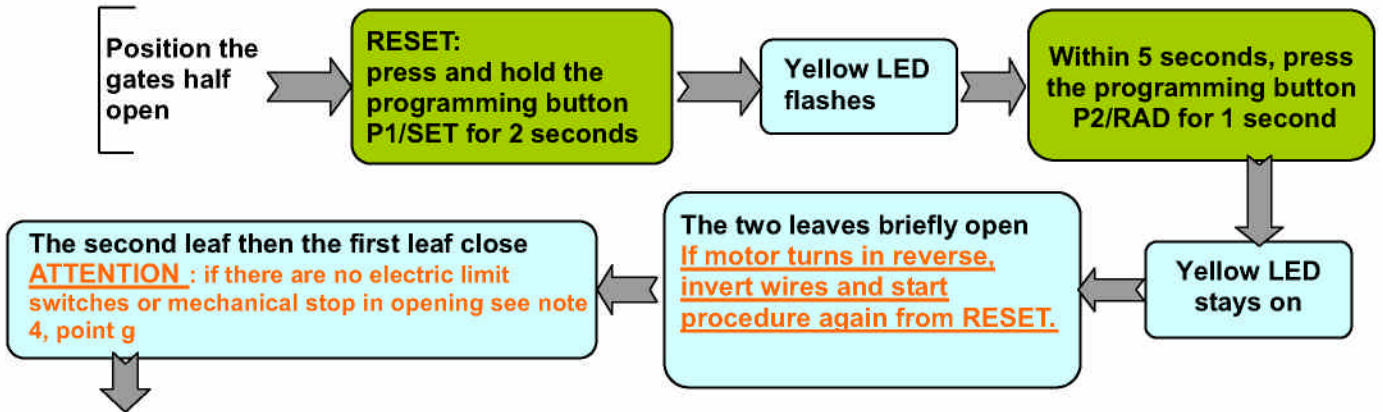 Position the
gates half
open
RESET:
press and hold the
programming button
P1/SET for 2 seconds
Yellow LED
flashes
Within 5 seconds, press
the programming button
P2/RAD for 1 second
Yellow LED
stays on
The two leaves briefly open
If motor turns in reverse,
invert wires and start
procedure again from RESET.
The second leaf then the first leaf close
ATTENTION : if there are no electric limit
switches or mechanical stop in opening see note
4, point g